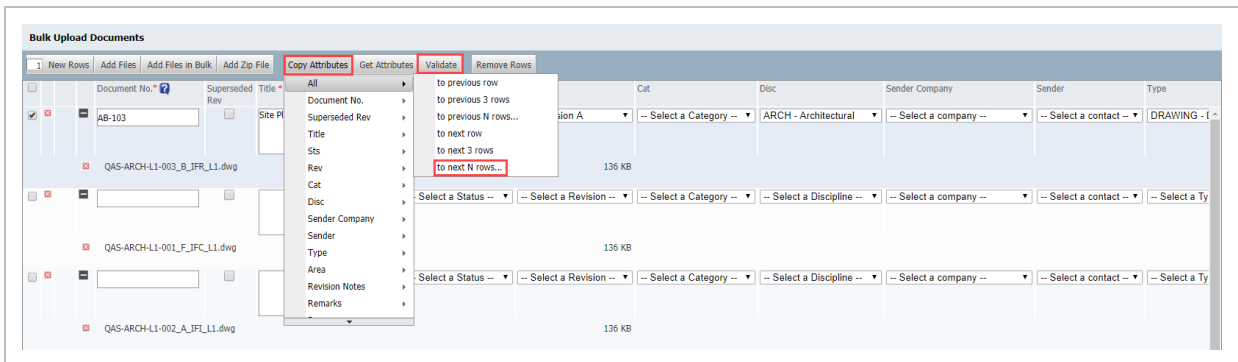 Bulk Upload Documents
1 New Rows Add Files Add Files in Bulk Add Zip File Copy Attributes Get Attributes Validate Remove Rows
Document No.* ? Superseded Rev Title * Cat Disc Sender Company Sender Type
All
Document No.
Superseded Rev
Title
Sts
Rev
Cat
Disc
Sender Company
Sender
Type
Area
Revision Notes
Remarks
to previous row
to previous 3 rows
to previous N rows...
to next row
to next 3 rows
to next N rows...
AB-103 Site Pl sion A -- Select a Category -- ARCH - Architectural -- Select a company -- -- Select a contact -- DRAWING - D
QAS-ARCH-L1-003_B_IFR_L1.dwg 136 KB
- Select a Status -- -- Select a Revision -- -- Select a Category -- -- Select a Discipline -- -- Select a company -- -- Select a contact -- -- Select a Ty
QAS-ARCH-L1-001_F_IFC_L1.dwg 136 KB
- Select a Status -- -- Select a Revision -- -- Select a Category -- -- Select a Discipline -- -- Select a company -- -- Select a contact -- -- Select a Ty
QAS-ARCH-L1-002_A_IFI_L1.dwg 136 KB